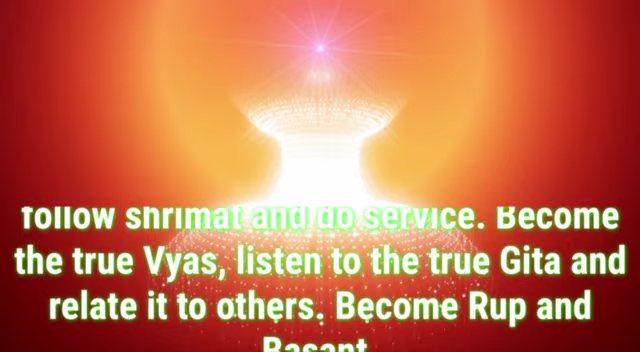 follow shrimat and do service. Become
the true Vyas, listen to the true Gita and
relate it to others. Become Rup and
Basant